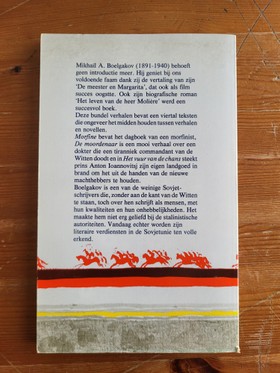 Mikhail A. Boelgakov (1891-1940) behoeft
geen introductie meer. Hij geniet bij ons
voldoende faam dank zij de vertaling van zijn
'De meester en Margarita', dat ook als film
succes oogstte. Ook zijn biografische roman
'Het leven van de heer Molière' werd een
succesvol boek.
Deze bundel verhalen bevat een viertal teksten
die ongeveer het midden houden tussen verhalen
en novellen.
Morfine bevat het dagboek van een morfinist,
De moordenaar is een mooi verhaal over een
dokter die een tiranniek commandant van de
Witten doodt en in Het vuur van de chans steekt
prins Anton Ioannovitsj zijn eigen landgoed in
brand om het uit de handen van de nieuwe
machthebbers te houden.
Boelgakov is een van de weinige Sovjet-
schrijvers die, zonder aan de kant van de Witten
te staan, toch over hen schrijft als mensen, met
hun kwaliteiten en hun onhebbelijkheden. Het
maakte hem niet erg geliefd bij de stalinistische
autoriteiten. Vandaag echter worden zijn
literaire verdiensten in de Sovjetunie ten volle
erkend.